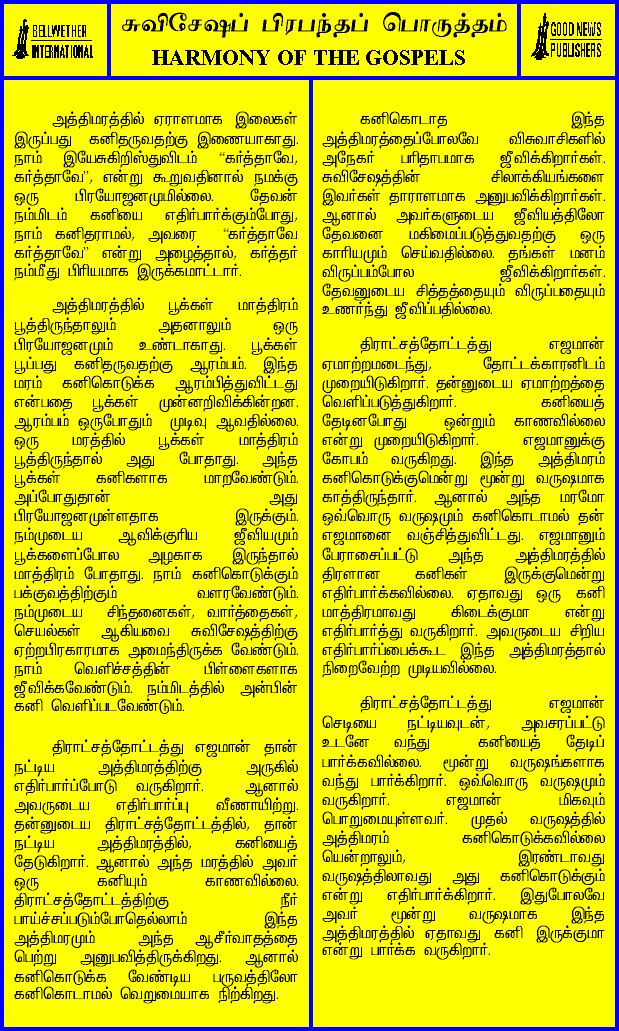 BELLWETHER
INTERNATIONAL
சுவிசேஷப் பிரபந்தப் பொருத்தம்
HARMONY OF THE GOSPELS
GOOD NEWS
PUBLISHERS
அத்திமரத்தில் ஏராளமாக இலைகள்
இருப்பது கனிதருவதற்கு இணையாகாது.
நாம் இயேசுகிறிஸ்துவிடம் “கர்த்தாவே,
கர்த்தாவே”, என்று கூறுவதினால் நமக்கு
ஒரு பிரயோஜனமுமில்லை. தேவன்
நம்மிடம் கனியை எதிர்பார்க்கும்போது,
நாம் கனிதராமல், அவரை “கர்த்தாவே
கர்த்தாவே” என்று அழைத்தால், கர்த்தர்
நம்மீது பிரியமாக இருக்கமாட்டார்.
அத்திமரத்தில் பூக்கள் மாத்திரம்
பூத்திருந்தாலும் அதனாலும் ஒரு
பிரயோஜனமும் உண்டாகாது. பூக்கள்
பூப்பது கனிதருவதற்கு ஆரம்பம். இந்த
மரம் கனிகொடுக்க ஆரம்பித்துவிட்டது
என்பதை பூக்கள் முன்னறிவிக்கின்றன.
ஆரம்பம் ஒருபோதும் முடிவு ஆவதில்லை.
ஒரு மரத்தில் பூக்கள் மாத்திரம்
பூத்திருந்தால் அது போதாது. அந்த
பூக்கள் கனிகளாக மாறவேண்டும்.
அப்போதுதான் அது
பிரயோஜனமுள்ளதாக இருக்கும்.
நம்முடைய ஆவிக்குரிய ஜீவியமும்
பூக்களைப்போல அழகாக இருந்தால்
மாத்திரம் போதாது. நாம் கனிகொடுக்கும்
பக்குவத்திற்கும் வளரவேண்டும்.
நம்முடைய சிந்தனைகள், வார்த்தைகள்,
செயல்கள் ஆகியவை சுவிசேஷத்திற்கு
ஏற்றபிரகாரமாக அமைந்திருக்க வேண்டும்.
நாம் வெளிச்சத்தின் பிள்ளைகளாக
ஜீவிக்கவேண்டும். நம்மிடத்தில் அன்பின்
கனி வெளிப்படவேண்டும்.
திராட்சத்தோட்டத்து எஜமான் தான்
நட்டிய அத்திமரத்திற்கு அருகில்
எதிர்பார்ப்போடு வருகிறார். ஆனால்
அவருடைய எதிர்பார்ப்பு வீணாயிற்று.
தன்னுடைய திராட்சத்தோட்டத்தில், தான்
நட்டிய அத்திமரத்தில், கனியைத்
தேடுகிறார். ஆனால் அந்த மரத்தில் அவர்
ஒரு கனியும் காணவில்லை.
திராட்சத்தோட்டத்திற்கு நீர்
பாய்ச்சப்படும்போதெல்லாம் இந்த
அத்திமரமும் அந்த ஆசீர்வாதத்தை
பெற்று அனுபவித்திருக்கிறது. ஆனால்
கனிகொடுக்க வேண்டிய பருவத்திலோ
கனிகொடாமல் வெறுமையாக நிற்கிறது.
கனிகொடாத இந்த
அத்திமரத்தைப்போலவே விசுவாசிகளில்
அநேகர் பரிதாபமாக ஜீவிக்கிறார்கள்.
சுவிசேஷத்தின் சிலாக்கியங்களை
இவர்கள் தாராளமாக அனுபவிக்கிறார்கள்.
ஆனால் அவர்களுடைய ஜீவியத்திலோ
தேவனை மகிமைப்படுத்துவதற்கு ஒரு
காரியமும் செய்வதில்லை. தங்கள் மனம்
விருப்பம்போல ஜீவிக்கிறார்கள்.
தேவனுடைய சித்தத்தையும் விருப்பதையும்
உணர்ந்து ஜீவிப்பதில்லை.
திராட்சத்தோட்டத்து எஜமான்
ஏமாற்றமடைந்து, தோட்டக்காரனிடம்
முறையிடுகிறார். தன்னுடைய ஏமாற்றத்தை
வெளிப்படுத்துகிறார். கனியைத்
தேடினபோது ஒன்றும் காணவில்லை
என்று முறையிடுகிறார். எஜமானுக்கு
கோபம் வருகிறது. இந்த அத்திமரம்
கனிகொடுக்குமென்று மூன்று வருஷமாக
காத்திருந்தார். ஆனால் அந்த மரமோ
ஒவ்வொரு வருஷமும் கனிகொடாமல் தன்
எஜமானை வஞ்சித்துவிட்டது. எஜமானும்
பேராசைப்பட்டு அந்த அத்திமரத்தில்
திரளான கனிகள் இருக்குமென்று
எதிர்பார்க்கவில்லை. ஏதாவது ஒரு கனி
மாத்திரமாவது கிடைக்குமா என்று
எதிர்பார்த்து வருகிறார். அவருடைய சிறிய
எதிர்பார்ப்பைக்கூட இந்த அத்திமரத்தால்
நிறைவேற்ற முடியவில்லை.
திராட்சத்தோட்டத்து எஜமான்
செடியை நட்டியவுடன், அவசரப்பட்டு
உடனே வந்து கனியைத் தேடிப்
பார்க்கவில்லை. மூன்று வருஷங்களாக
வந்து பார்க்கிறார். ஒவ்வொரு வருஷமும்
வருகிறார். எஜமான் மிகவும்
பொறுமையுள்ளவர். முதல் வருஷத்தில்
அத்திமரம் கனிகொடுக்கவில்லை
யென்றாலும், இரண்டாவது
வருஷத்திலாவது அது கனிகொடுக்கும்
என்று எதிர்பார்க்கிறார். இதுபோலவே
அவர் மூன்று வருஷமாக இந்த
அத்திமரத்தில் ஏதாவது கனி இருக்குமா
என்று பார்க்க வருகிறார்.